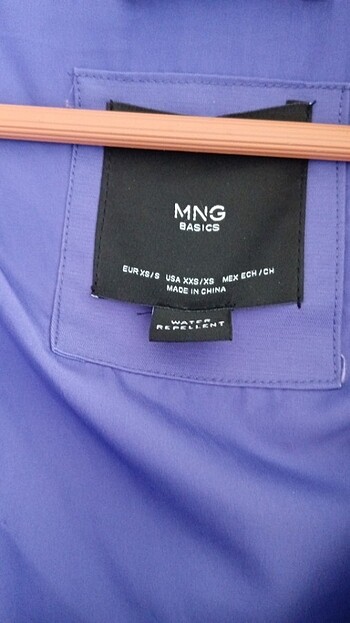 MNG
BASICS
EUR XS/S USA XXS/XS MEX ECH/CH
MADE IN CHINA
WATER
REPELLENT